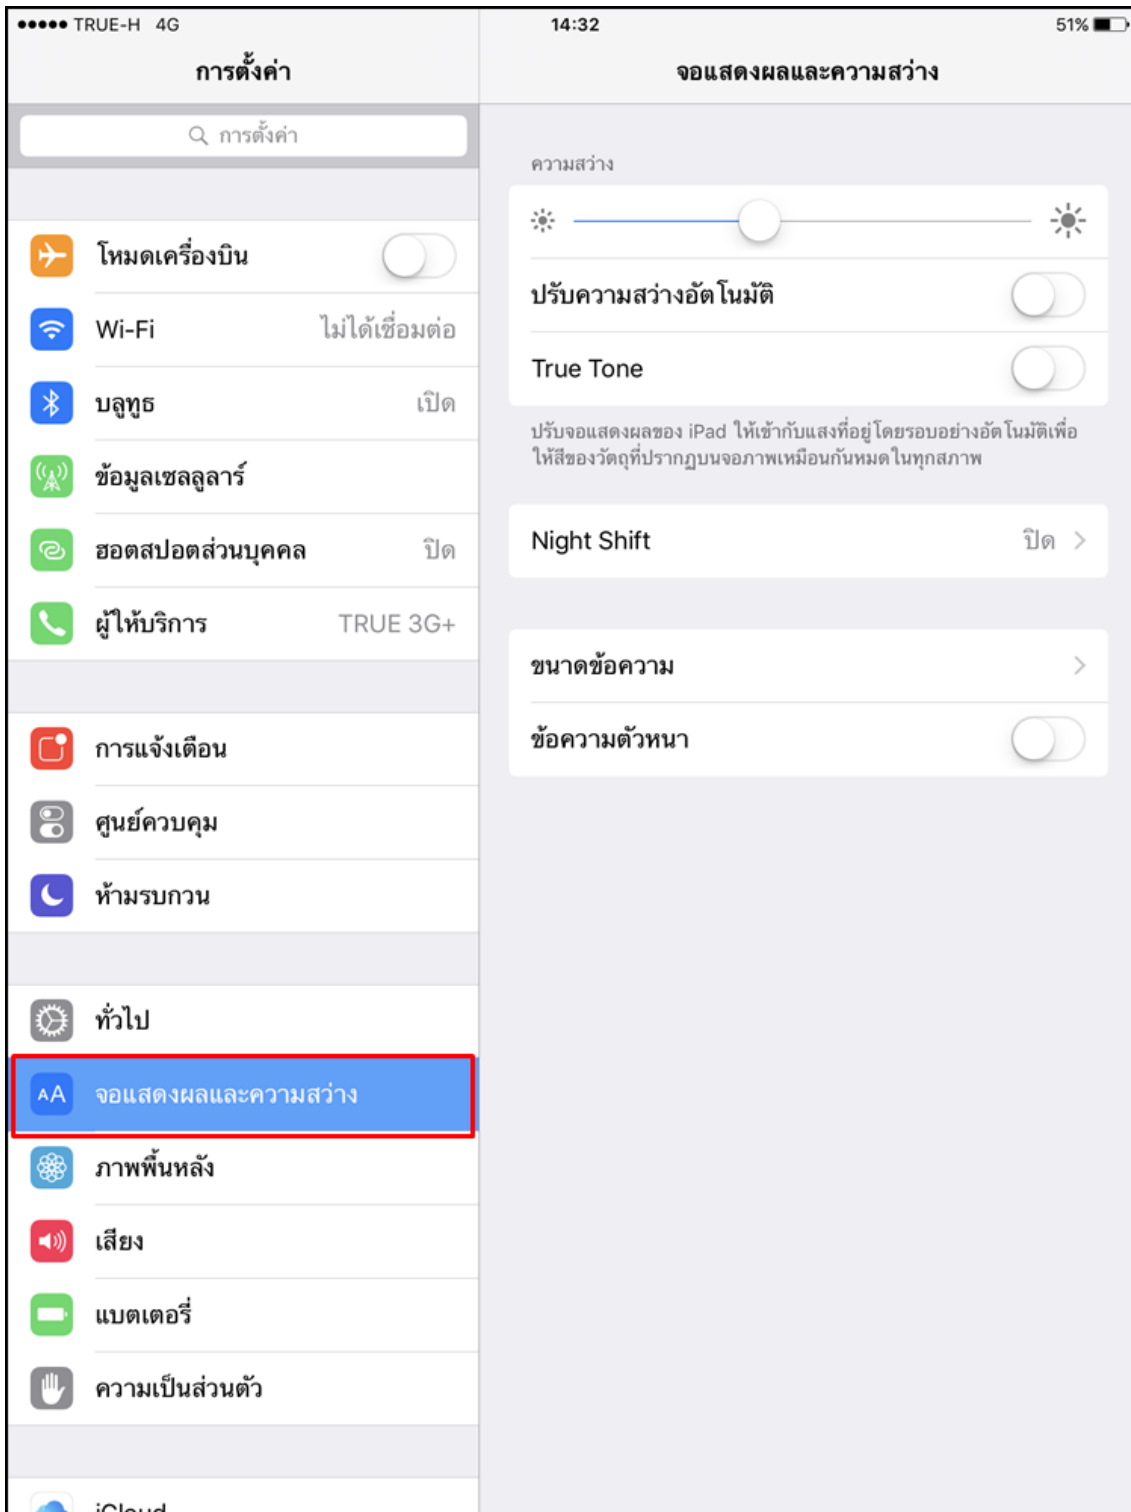 TRUE-H 4G
14:32
51%
การตั้งค่า
จอแสดงผลและความสว่าง
การตั้งค่า
โหมดเครื่องบิน
Wi-Fi ไม่ได้เชื่อมต่อ
บลูทูธ เปิด
ข้อมูลเซลลูลาร์
ฮอตสปอตส่วนบุคคล ปิด
ผู้ให้บริการ TRUE 3G+
การแจ้งเตือน
ศูนย์ควบคุม
ห้ามรบกวน
ทั่วไป
AA จอแสดงผลและความสว่าง
ภาพพื้นหลัง
เสียง
แบตเตอรี่
ความเป็นส่วนตัว
iCloud
ความสว่าง
ปรับความสว่างอัตโนมัติ
True Tone
ปรับจอแสดงผลของ iPad ให้เข้ากับแสงที่อยู่โดยรอบอย่างอัตโนมัติเพื่อ
ให้สีของวัตถุที่ปรากฏบนจอภาพเหมือนกันหมดในทุกสภาพ
Night Shift ปิด
ขนาดข้อความ
ข้อความตัวหนา